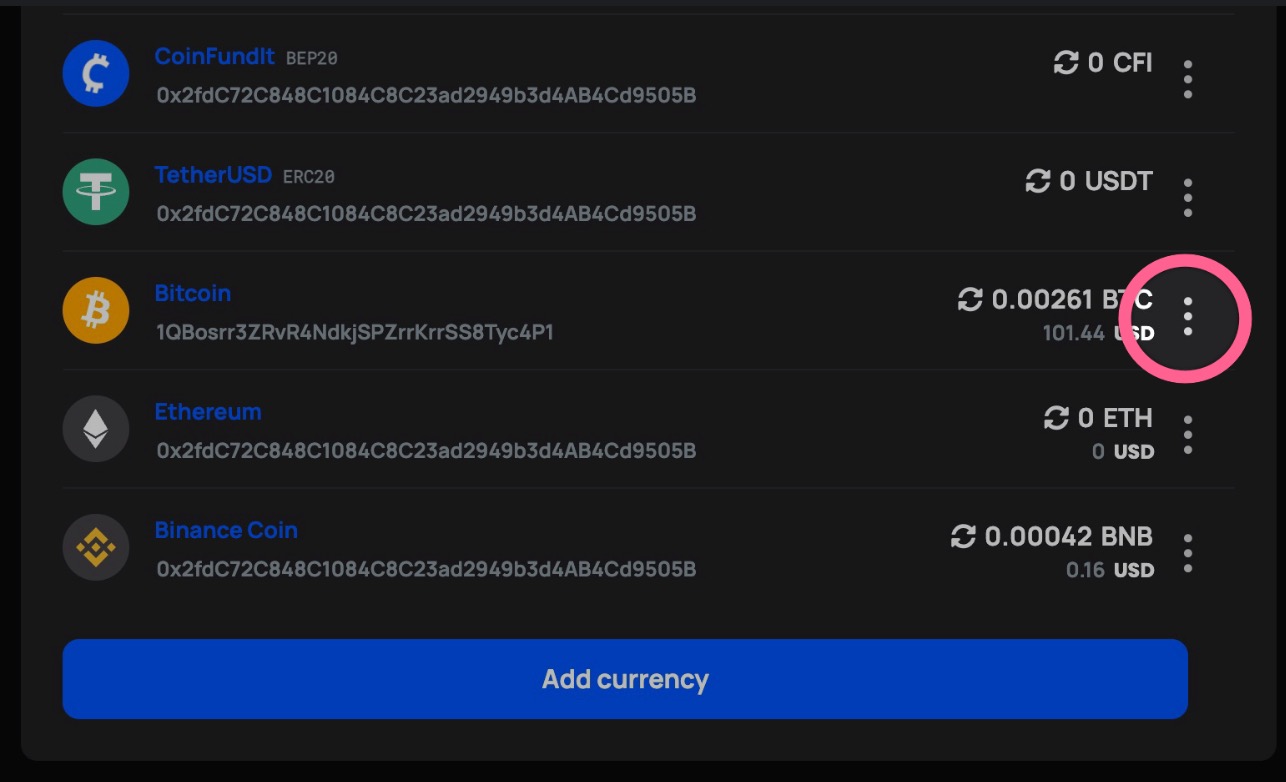 CoinFundIt BEP20
0 CFI
0x2fdC72C848C1084C8C23ad2949b3d4AB4Cd9505B
TetherUSD ERC20
0 USDT
0x2fdC72C848C1084C8C23ad2949b3d4AB4Cd9505B
Bitcoin
0.00261 BTC
1QBosrr3ZRvR4NdkjSPZrrKrrSS8Tyc4P1
101.44 USD
Ethereum
0 ETH
0x2fdC72C848C1084C8C23ad2949b3d4AB4Cd9505B
0 USD
Binance Coin
0.00042 BNB
0x2fdC72C848C1084C8C23ad2949b3d4AB4Cd9505B
0.16 USD
Add currency